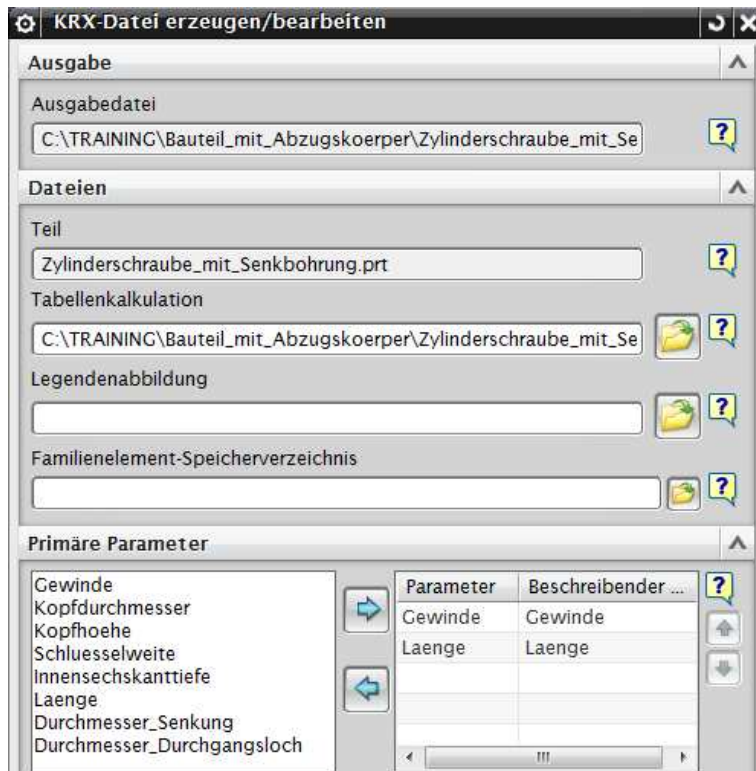 KRX-Datei erzeugen/bearbeiten
Ausgabe
Ausgabedatei
C:\TRAINING\Bauteil_mit_Abzugskoerper\Zylinderschraube_mit_Se
Dateien
Teil
Zylinderschraube_mit_Senkbohrung.prt
Tabellenkalkulation
C:\TRAINING\Bauteil_mit_Abzugskoerper\Zylinderschraube_mit_Se
Legendenabbildung
Familienelement-Speicherverzeichnis
Primäre Parameter
Gewinde
Kopfdurchmesser
Kopfhoehe
Schluesselweite
Innensechskanttiefe
Laenge
Durchmesser_Senkung
Durchmesser_Durchgangsloch
Parameter Beschreibender ...
Gewinde Gewinde
Laenge Laenge